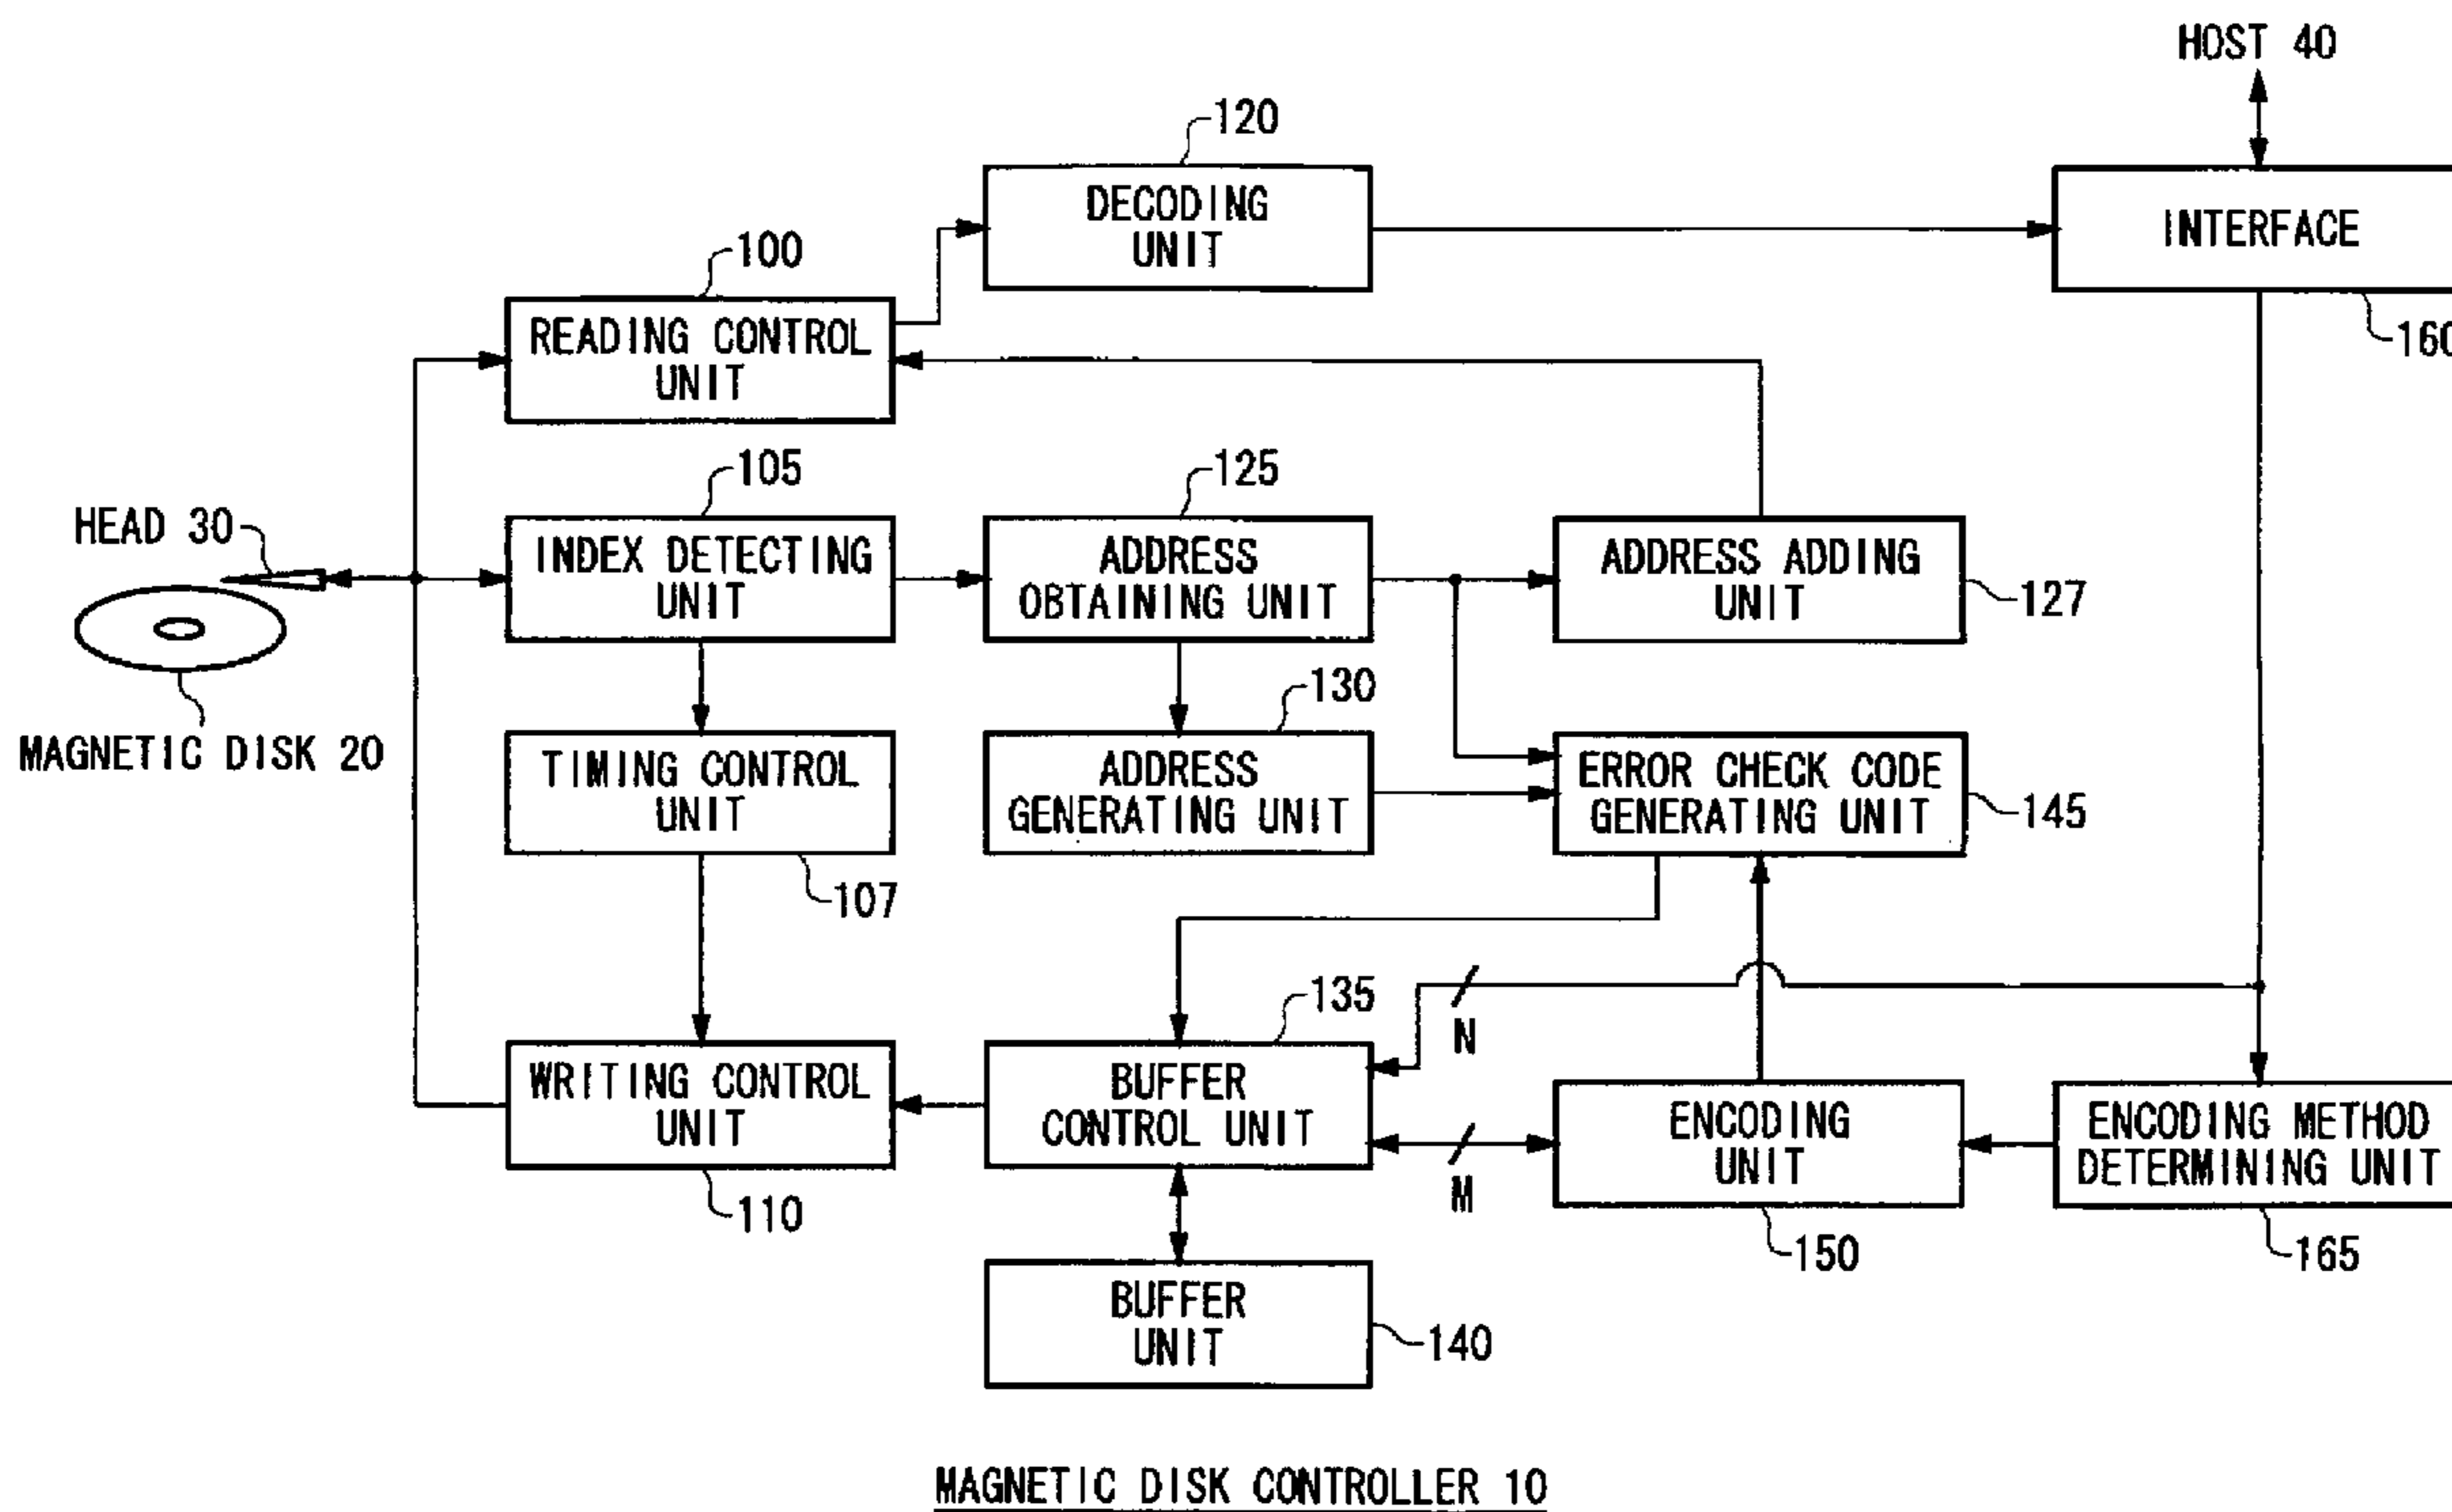 HOST 40
120
DECODING
UNIT
INTERFACE
160
100
READING CONTROL
UNIT
105
INDEX DETECTING
UNIT
125
ADDRESS
OBTAINING UNIT
ADDRESS ADDING
UNIT
127
HEAD 30
MAGNETIC DISK 20
TIMING CONTROL
UNIT
107
130
ADDRESS
GENERATING UNIT
ERROR CHECK CODE
GENERATING UNIT
145
135
N
WRITING CONTROL
UNIT
110
BUFFER
CONTROL UNIT
M
ENCODING
UNIT
150
ENCODING METHOD
DETERMINING UNIT
165
BUFFER
UNIT
140
MAGNETIC DISK CONTROLLER 10